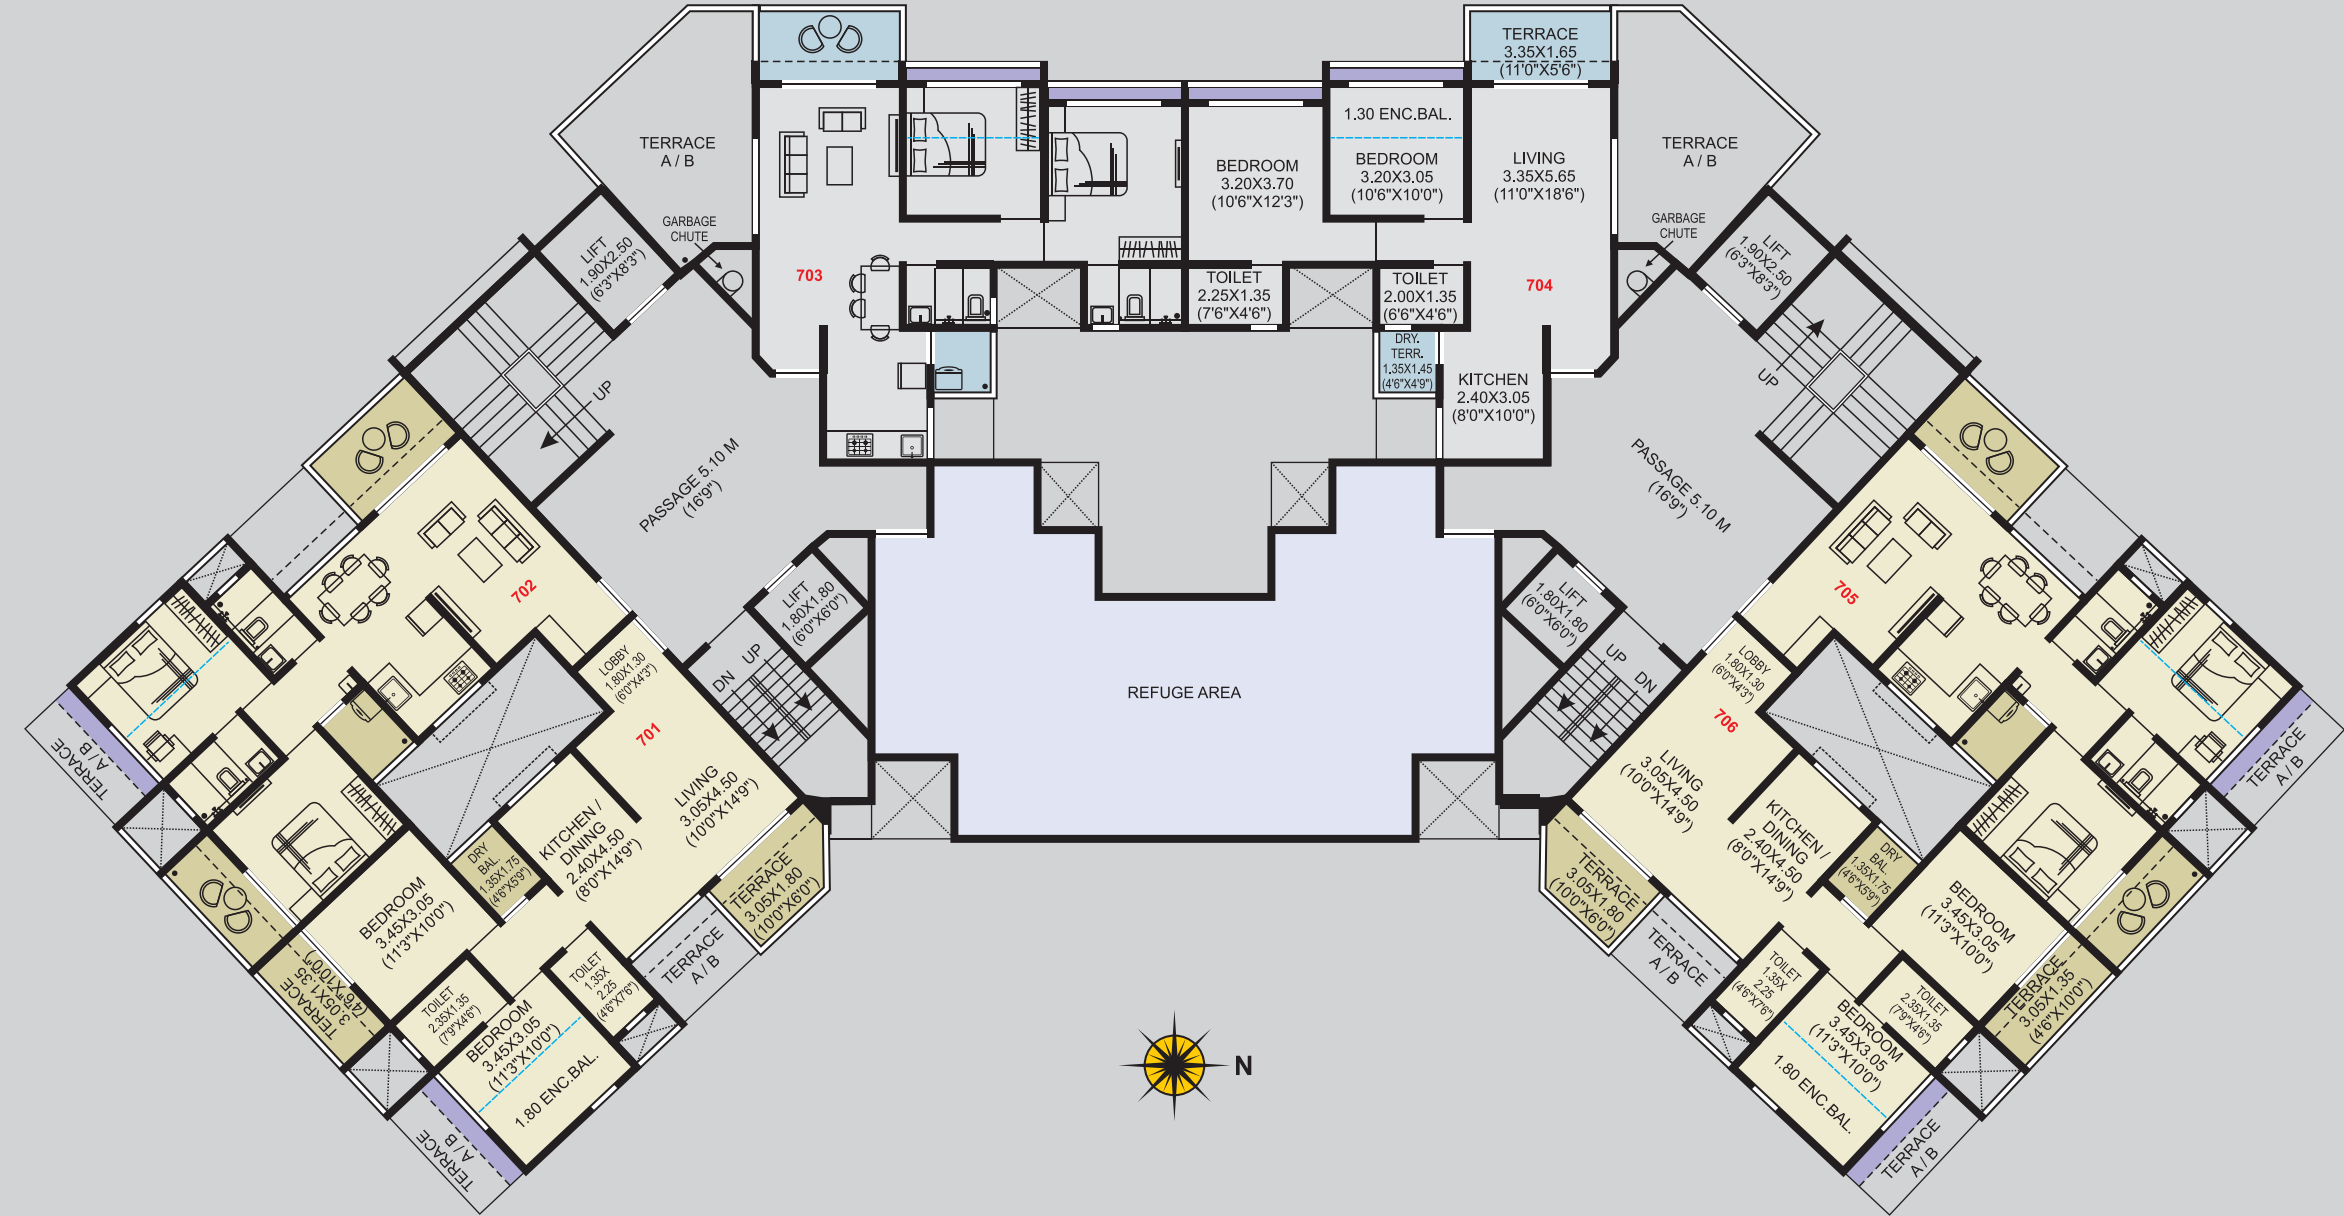 TERRACE
3.35X1.65
(11'0"X5'6")
TERRACE
A / B
1.30 ENC.BAL.
BEDROOM
3.20X3.70
(10'6"X12'3")
BEDROOM
3.20X3.05
(10'6"X10'0")
LIVING
3.35X5.65
(11'0"X18'6")
TERRACE
A / B
GARBAGE
CHUTE
GARBAGE
CHUTE
LIFT
1.90X2.50
(6'3"X8'3")
703
TOILET
2.25X1.35
(7'6"X4'6")
TOILET
2.00X1.35
(6'6"X4'6")
704
LIFT
1.90X2.50
(6'3"X8'3")
DRY.
TERR.
1.35X1.45
(4'6"X4'9")
KITCHEN
2.40X3.05
(8'0"X10'0")
UP
UP
PASSAGE 5.10 M
(16'9")
PASSAGE 5.10 M
(16'9")
702
705
LIFT
1.80X1.80
(6'0"X6'0")
LIFT
1.80X1.80
(6'0"X6'0")
UP
DN
UP
DN
LOBBY
1.80X1.30
(6'0"X4'3")
LOBBY
1.80X1.30
(6'0"X4'3")
REFUGE AREA
701
706
TERRACE
A / B
TERRACE
A / B
LIVING
3.05X4.50
(10'0"X14'9")
LIVING
3.05X4.50
(10'0"X14'9")
KITCHEN /
DINING
2.40X4.50
(8'0"X14'9")
KITCHEN /
DINING
2.40X4.50
(8'0"X14'9")
DRY
BAL.
1.35X1.75
(4'6"X5'9")
DRY
BAL.
1.35X1.75
(4'6"X5'9")
TERRACE
3.05X1.80
(10'0"X6'0")
TERRACE
3.05X1.80
(10'0"X6'0")
BEDROOM
3.45X3.05
(11'3"X10'0")
BEDROOM
3.45X3.05
(11'3"X10'0")
TERRACE
A / B
TERRACE
A / B
TOILET
1.35X
2.25
(4'6"X7'6")
TOILET
1.35X
2.25
(4'6"X7'6")
TERRACE
3.05X1.35
(4'6"X10'0")
TERRACE
3.05X1.35
(4'6"X10'0")
TOILET
2.35X1.35
(7'9"X4'6")
TOILET
2.35X1.35
(7'9"X4'6")
BEDROOM
3.45X3.05
(11'3"X10'0")
BEDROOM
3.45X3.05
(11'3"X10'0")
1.80 ENC.BAL.
1.80 ENC.BAL.
N
TERRACE
A / B
TERRACE
A / B